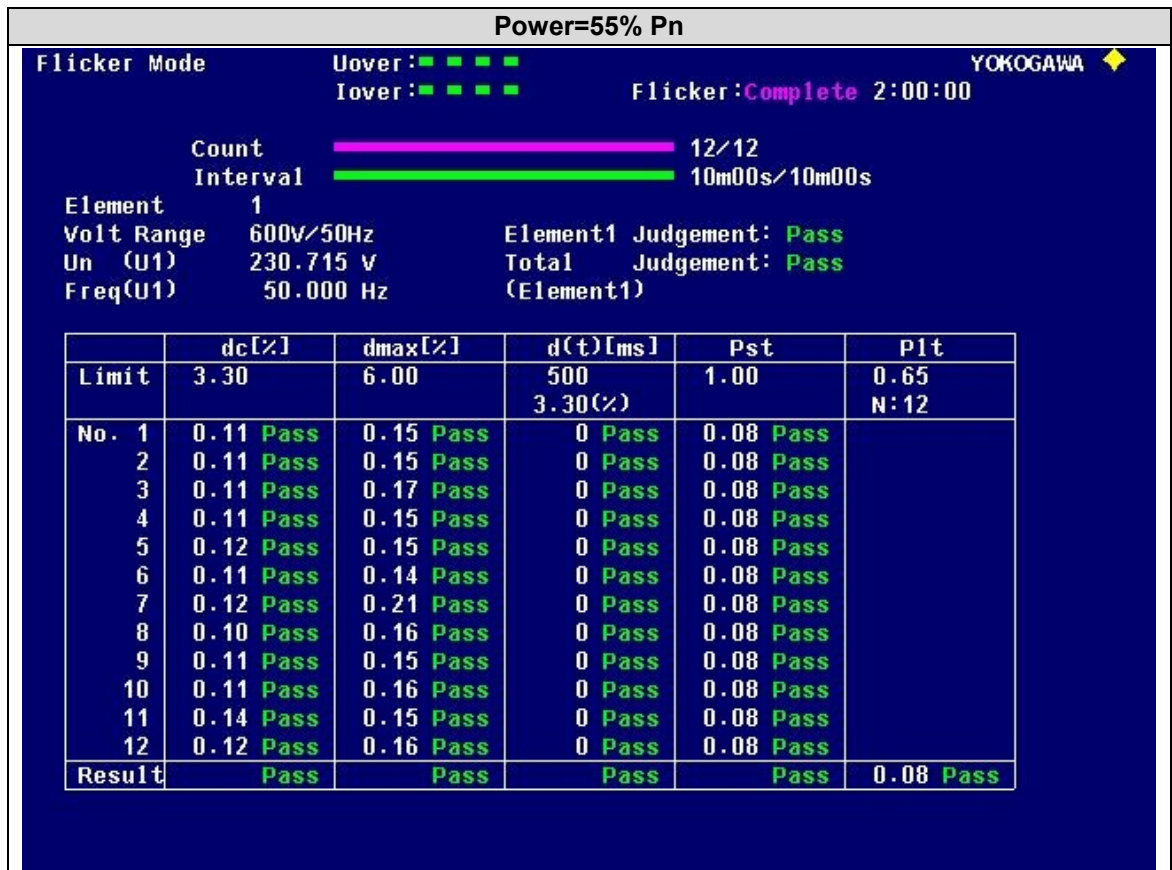 Power=55% Pn
Flicker Mode Uover: YOKOGAWA
Iover: Flicker:Complete 2:00:00
Count 12/12
Interval 10m00s/10m00s
Element 1
Volt Range 600V/50Hz Element1 Judgement: Pass
Un (U1) 230.715 V Total Judgement: Pass
Freq(U1) 50.000 Hz (Element1)
dc[%] dmax[%] d(t)[ms] Pst Plt
Limit 3.30 6.00 500 1.00 0.65
3.30(%) N:12
No. 1 0.11 Pass 0.15 Pass 0 Pass 0.08 Pass
2 0.11 Pass 0.15 Pass 0 Pass 0.08 Pass
3 0.11 Pass 0.17 Pass 0 Pass 0.08 Pass
4 0.11 Pass 0.15 Pass 0 Pass 0.08 Pass
5 0.12 Pass 0.15 Pass 0 Pass 0.08 Pass
6 0.11 Pass 0.14 Pass 0 Pass 0.08 Pass
7 0.12 Pass 0.21 Pass 0 Pass 0.08 Pass
8 0.10 Pass 0.16 Pass 0 Pass 0.08 Pass
9 0.11 Pass 0.15 Pass 0 Pass 0.08 Pass
10 0.11 Pass 0.16 Pass 0 Pass 0.08 Pass
11 0.14 Pass 0.15 Pass 0 Pass 0.08 Pass
12 0.12 Pass 0.16 Pass 0 Pass 0.08 Pass
Result Pass Pass Pass Pass 0.08 Pass